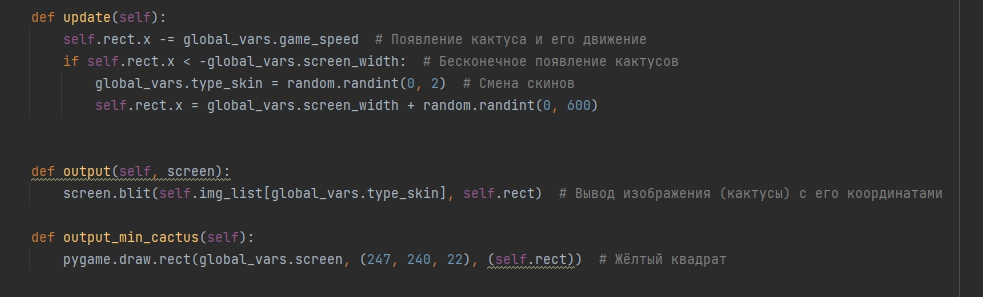 def update(self):
self.rect.x -= global_vars.game_speed  # Появление кактуса и его движение
if self.rect.x < -global_vars.screen_width:  # Бесконечное появление кактусов
global_vars.type_skin = random.randint(0, 2)  # Смена скинов
self.rect.x = global_vars.screen_width + random.randint(0, 600)
def output(self, screen):
screen.blit(self.img_list[global_vars.type_skin], self.rect)  # Вывод изображения (кактусы) с его координатами
def output_min_cactus(self):
pygame.draw.rect(global_vars.screen, (247, 240, 22), (self.rect))  # Жёлтый квадрат